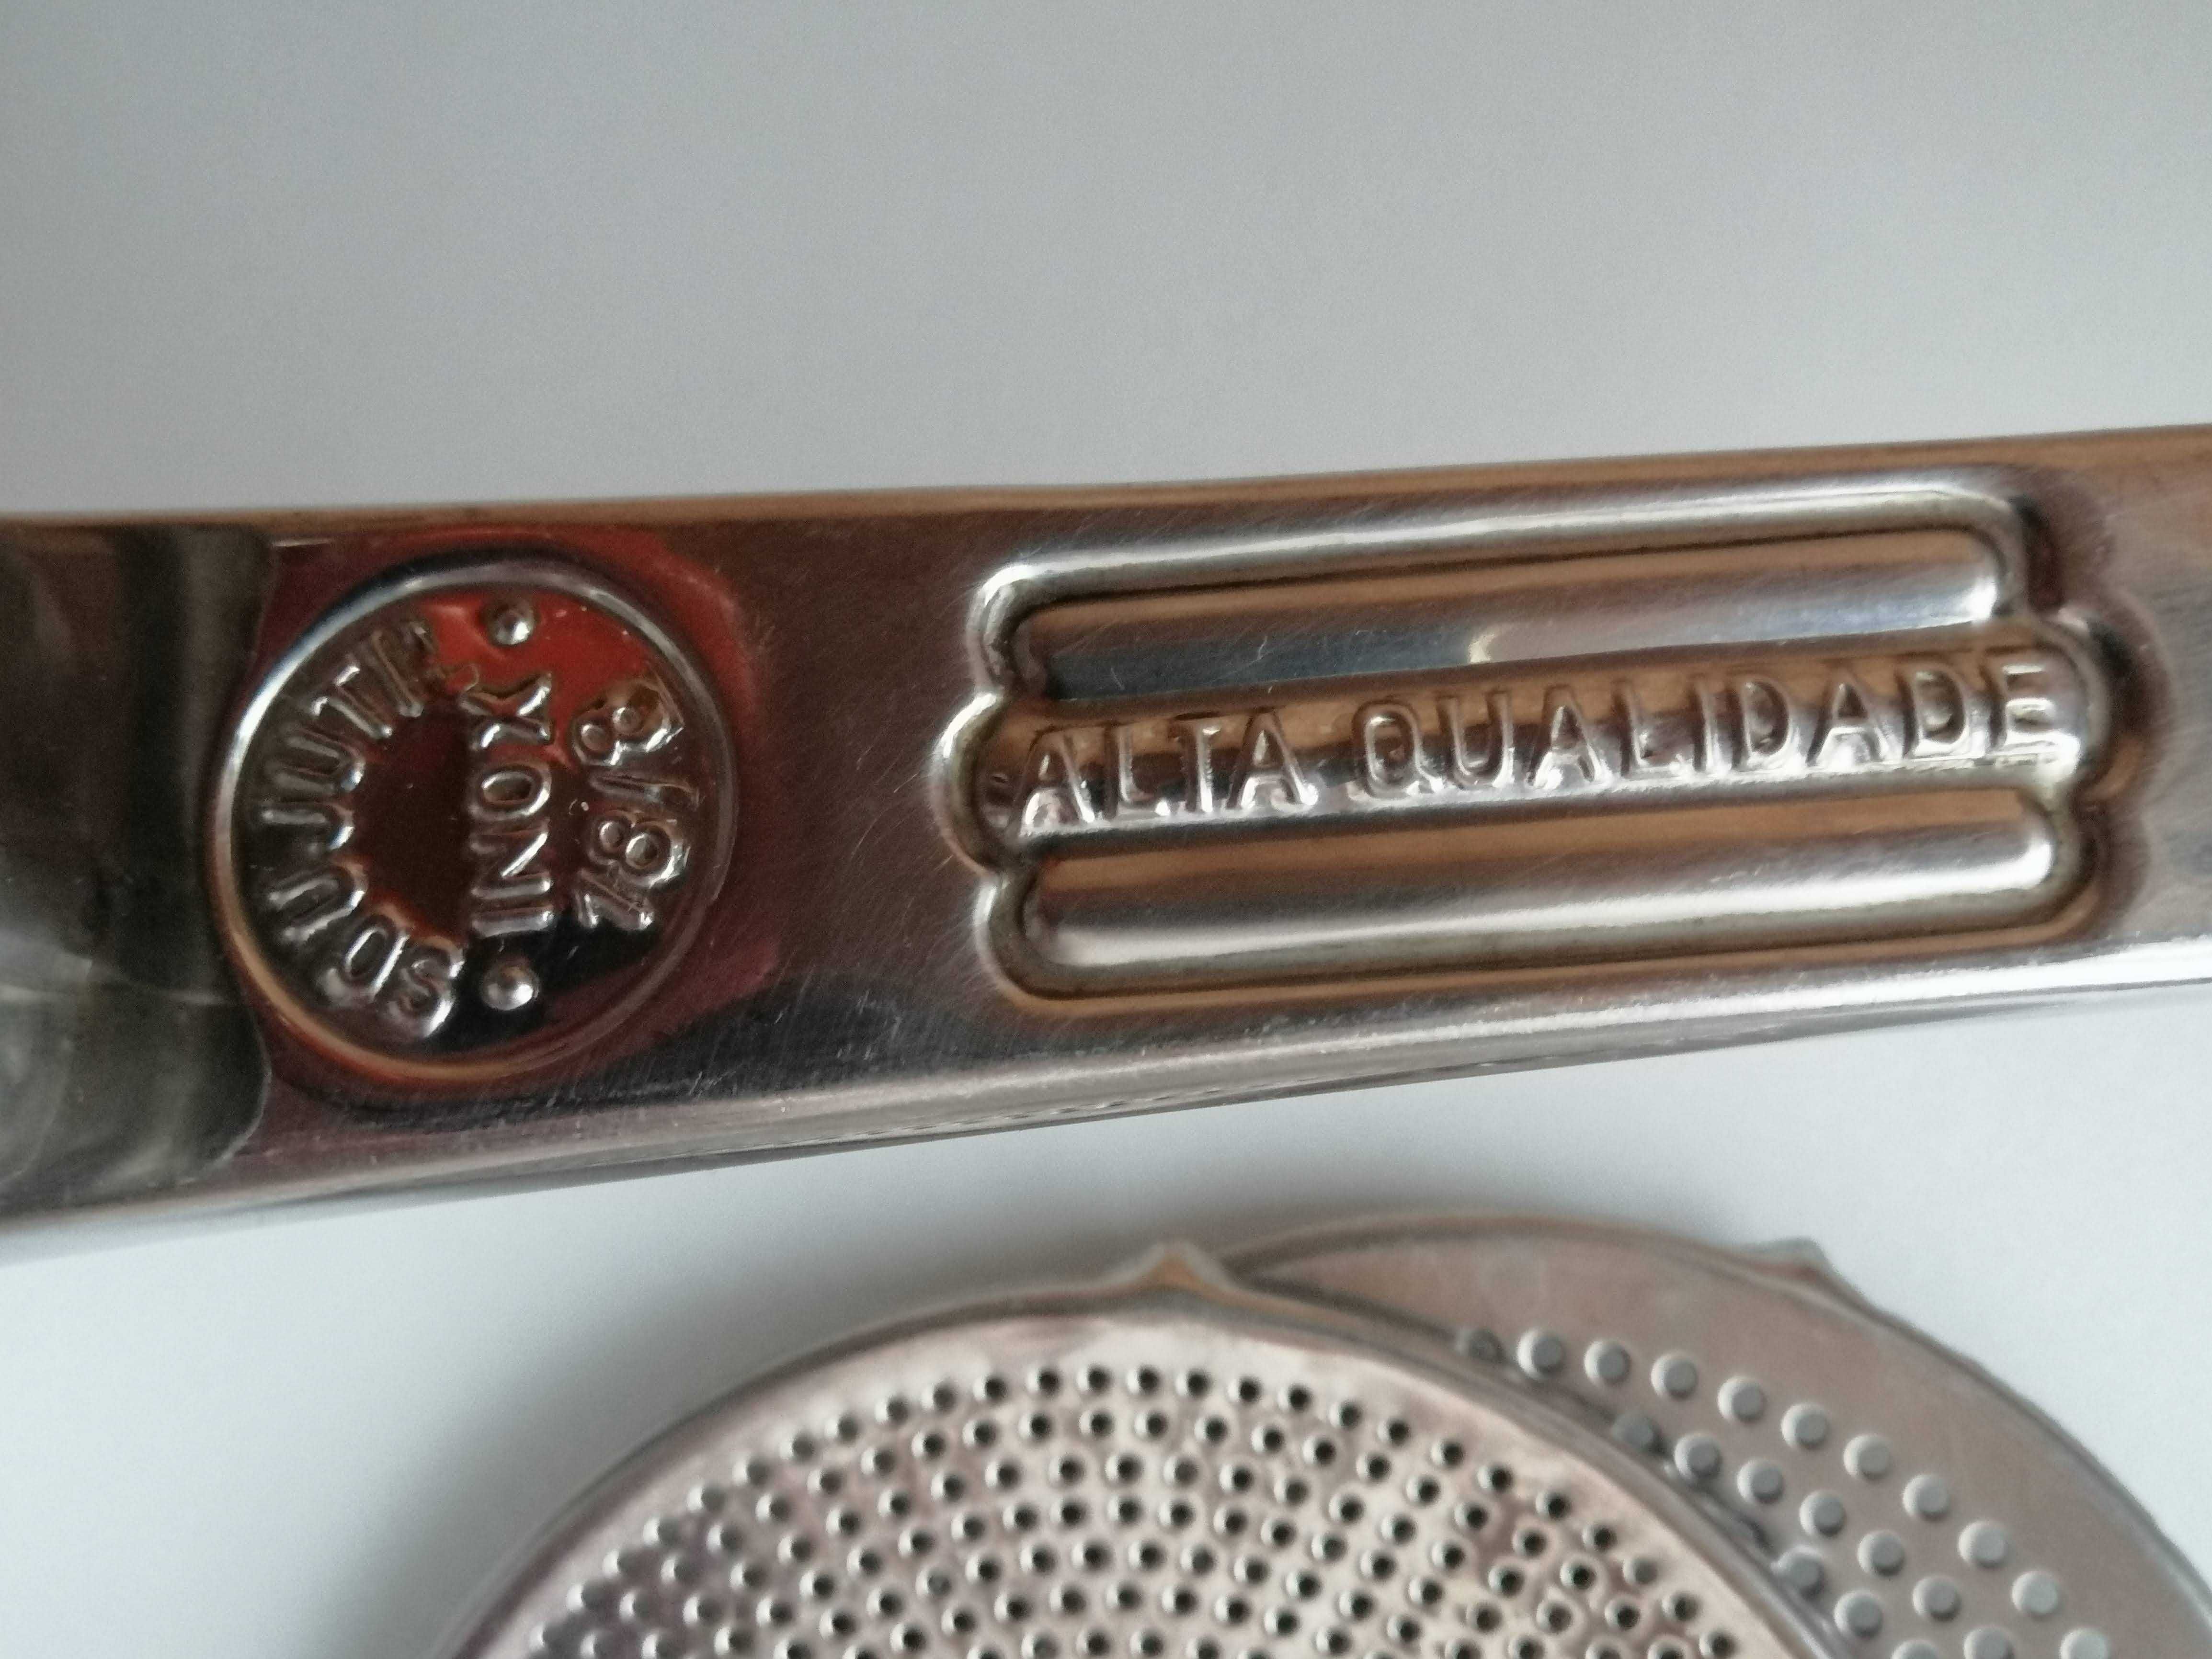 INOX
18/8
ALTA QUALIDADE